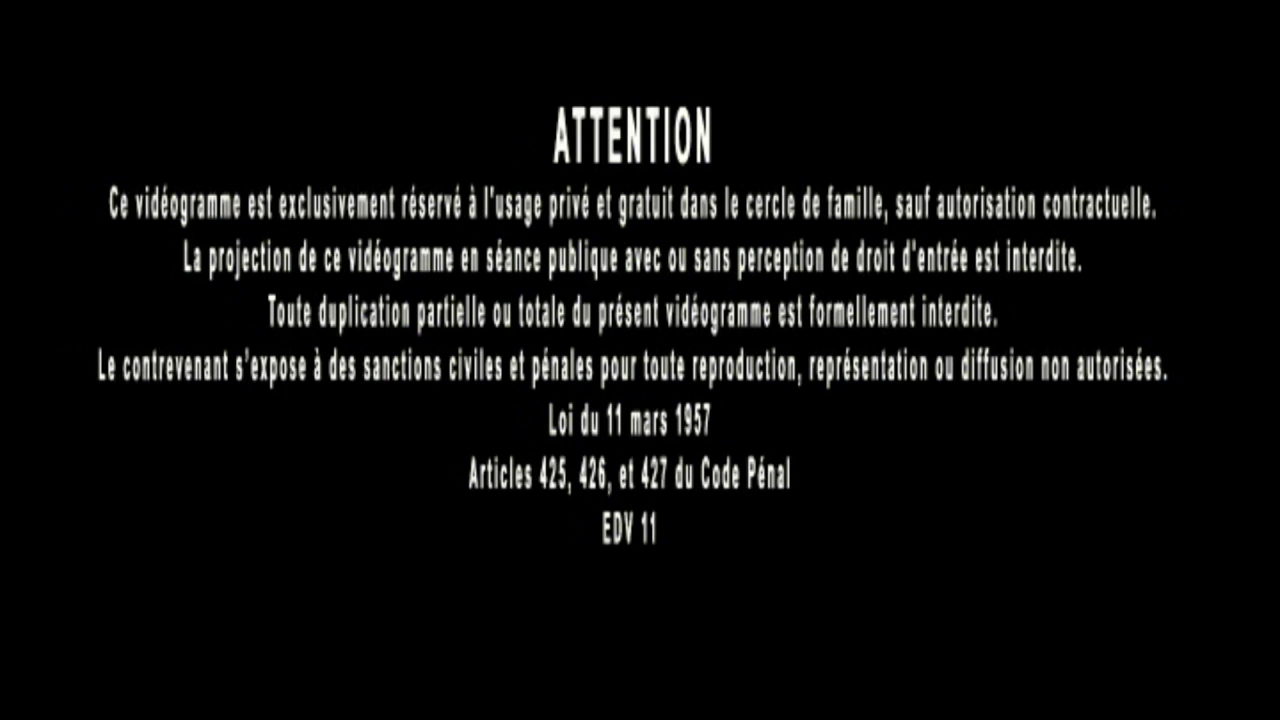 ATTENTION
Ce vidéogramme est exclusivement réservé à l'usage privé et gratuit dans le cercle de famille, sauf autorisation contractuelle.
La projection de ce vidéogramme en séance publique avec ou sans perception de droit d'entrée est interdite.
Toute duplication partielle ou totale du présent vidéogramme est formellement interdite.
Le contrevenant s'expose à des sanctions civiles et pénales pour toute reproduction, représentation ou diffusion non autorisées.
Loi du 11 mars 1957
Articles 425, 426, et 427 du Code Pénal
EDV 11